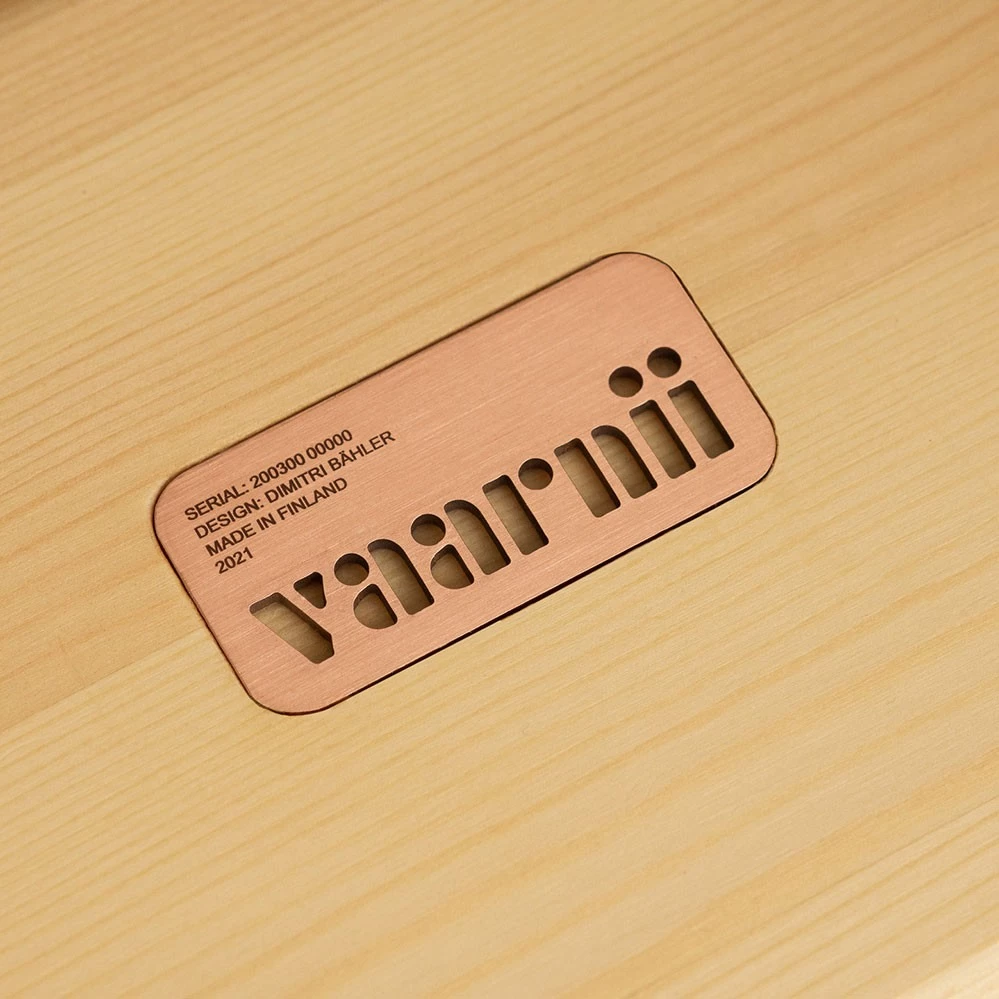 SERIAL: 200300 00000
DESIGN: DIMITRI BÄHLER
MADE IN FINLAND
2021
vaarnii